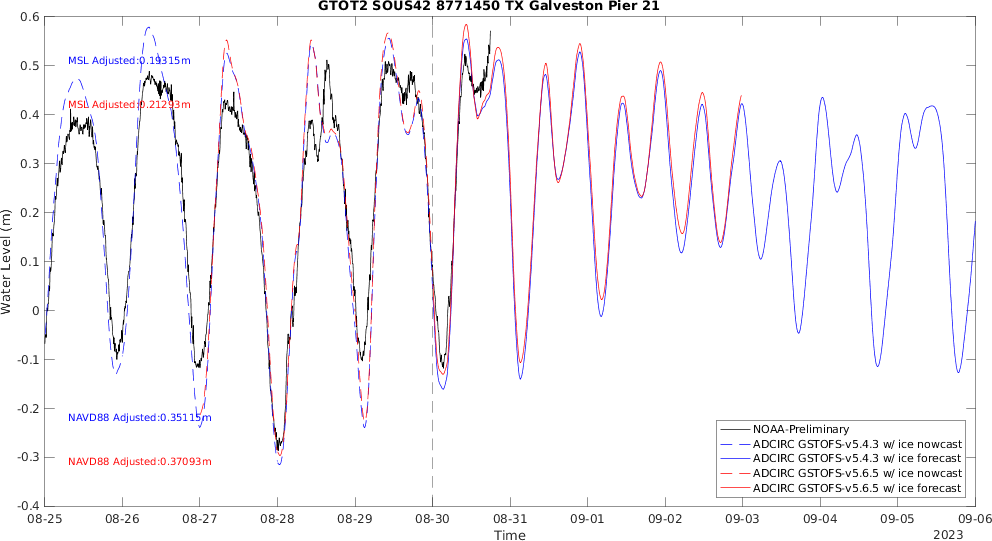 GTOT2 SOUS42 8771450 TX Galveston Pier 21
0.6
0.5
0.4
0.3
0.2
0.1
0
-0.1
-0.2
-0.3
-0.4
Water Level (m)
MSL Adjusted:0.19315m
MSL Adjusted:0.21293m
NAVD88 Adjusted:0.35115m
NAVD88 Adjusted:0.37093m
NOAA-Preliminary
ADCIRC GSTOFS-v5.4.3 w/ ice nowcast
ADCIRC GSTOFS-v5.4.3 w/ ice forecast
ADCIRC GSTOFS-v5.6.5 w/ ice nowcast
ADCIRC GSTOFS-v5.6.5 w/ ice forecast
08-25 08-26 08-27 08-28 08-29 08-30 08-31 09-01 09-02 09-03 09-04 09-05 09-06
Time
2023